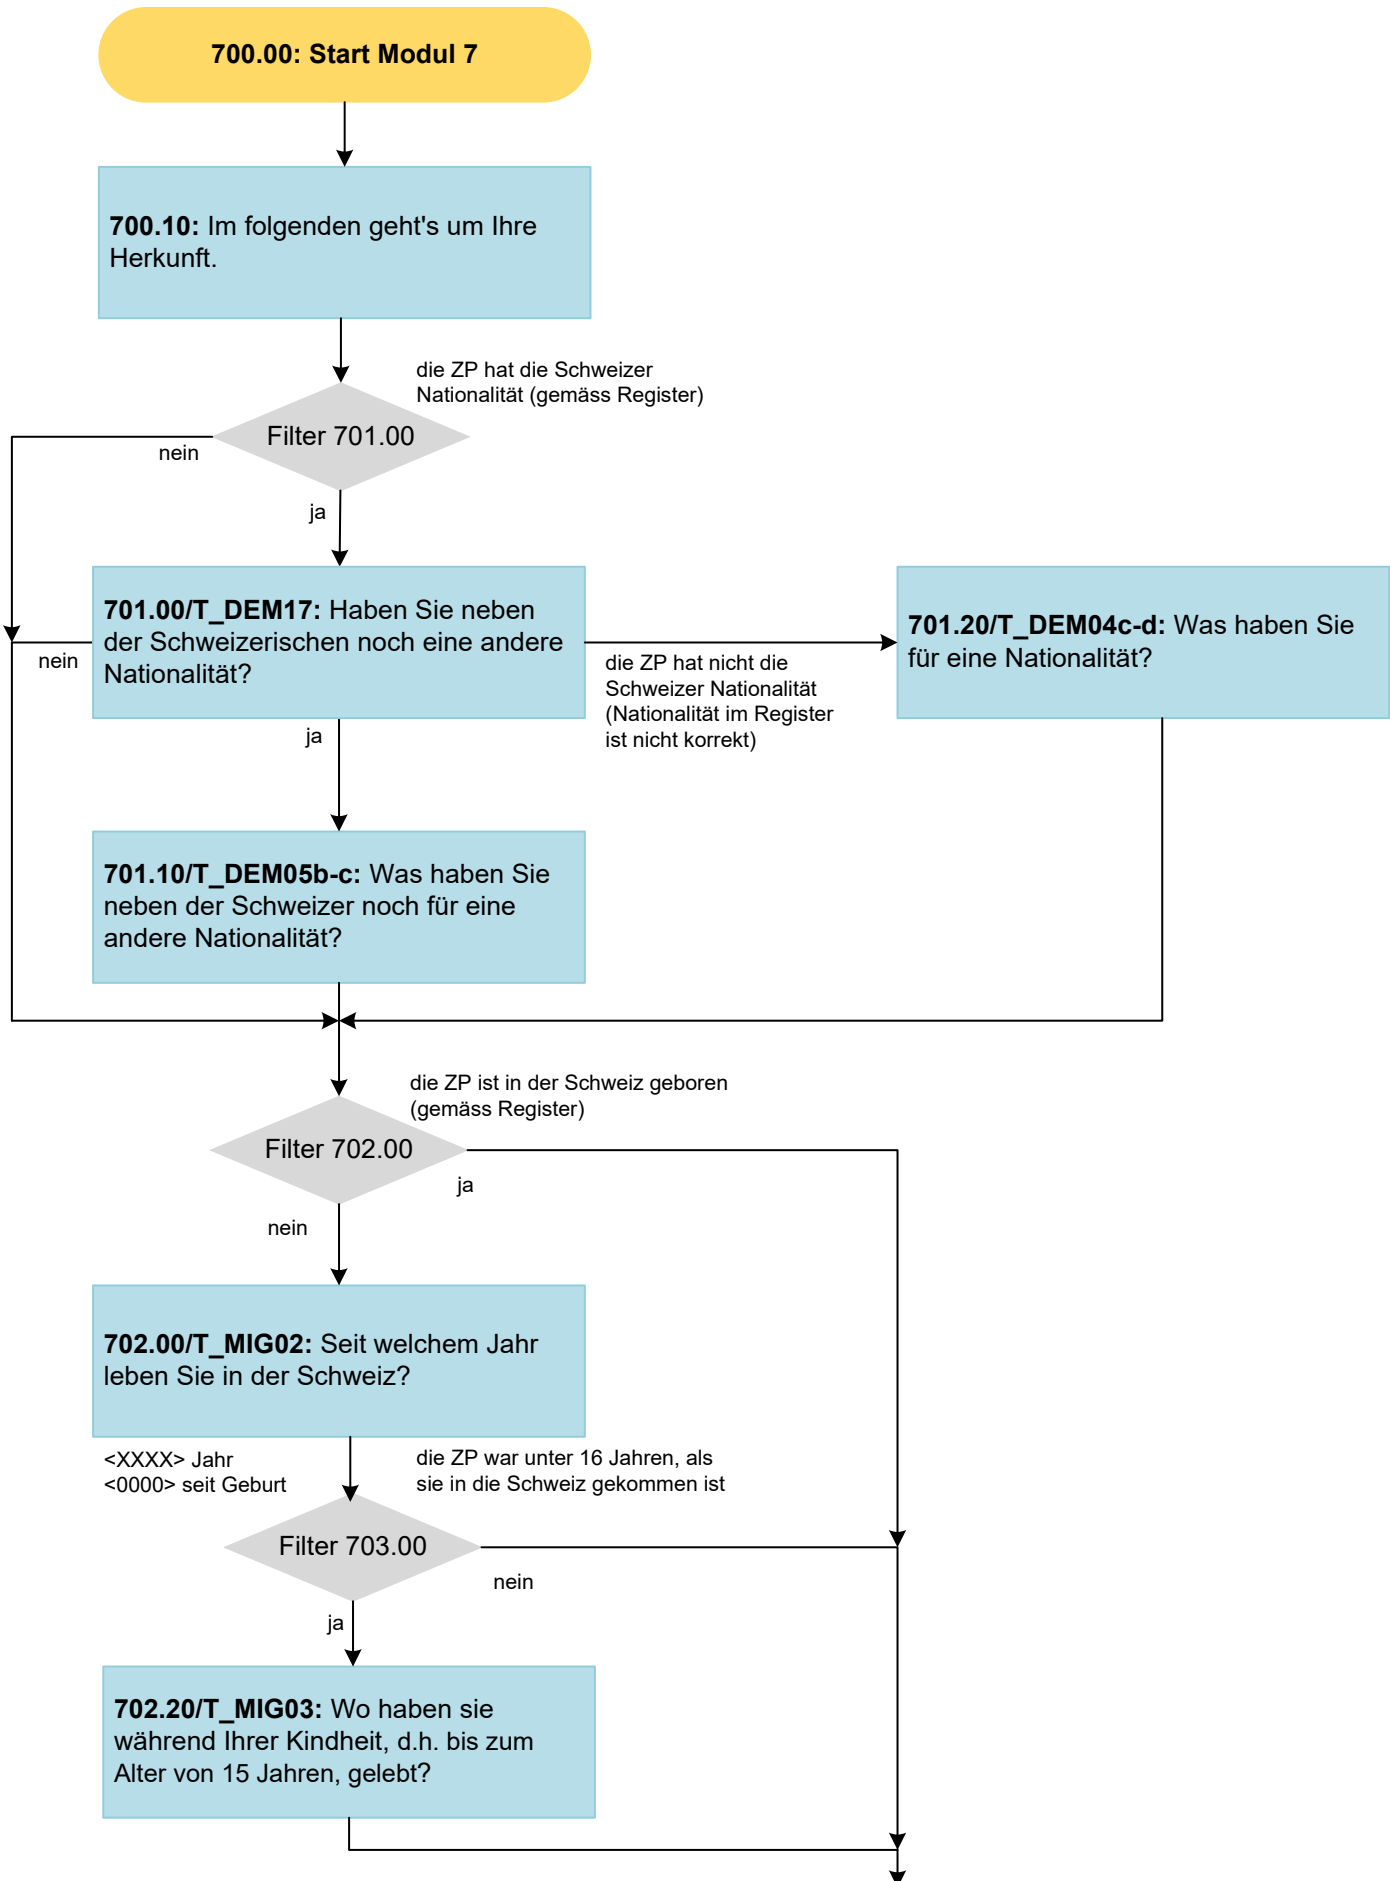 700.00: Start Modul 7
700.10: Im folgenden geht's um Ihre
Herkunft.
die ZP hat die Schweizer
Nationalität (gemäss Register)
Filter 701.00
nein
ja
701.00/T_DEM17: Haben Sie neben
der Schweizerischen noch eine andere
Nationalität?
nein
die ZP hat nicht die
Schweizer Nationalität
(Nationalität im Register
ist nicht korrekt)
701.20/T_DEM04c-d: Was haben Sie
für eine Nationalität?
ja
701.10/T_DEM05b-c: Was haben Sie
neben der Schweizer noch für eine
andere Nationalität?
die ZP ist in der Schweiz geboren
(gemäss Register)
Filter 702.00
ja
nein
702.00/T_MIG02: Seit welchem Jahr
leben Sie in der Schweiz?
<XXXX> Jahr
<0000> seit Geburt
die ZP war unter 16 Jahren, als
sie in die Schweiz gekommen ist
Filter 703.00
nein
ja
702.20/T_MIG03: Wo haben sie
während Ihrer Kindheit, d.h. bis zum
Alter von 15 Jahren, gelebt?